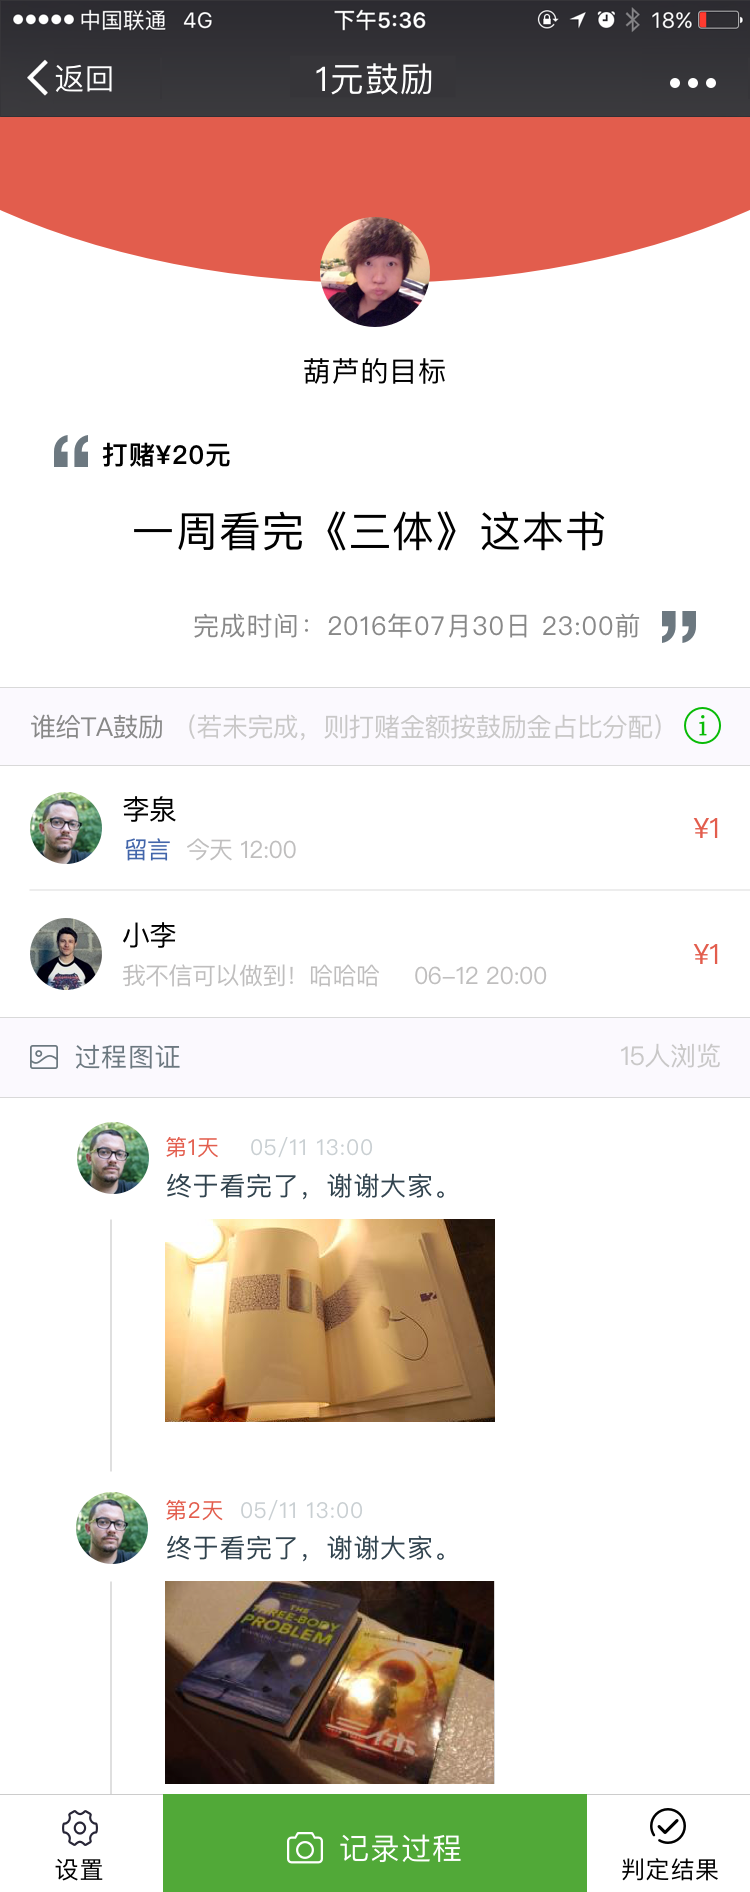 中国联通 4G 下午5:36 18%
返回 1元鼓励
葫芦的目标
打赌¥20元
一周看完《三体》这本书
完成时间：2016年07月30日 23:00前
谁给TA鼓励（若未完成，则打赌金额按鼓励金占比分配）
李泉
¥1
留言 今天 12:00
小李
¥1
我不信可以做到！哈哈哈 06-12 20:00
过程图证 15人浏览
第1天 05/11 13:00
终于看完了，谢谢大家。
第2天 05/11 13:00
终于看完了，谢谢大家。
THE
THREE-BODY
PROBLEM
三体
记录过程
设置 判定结果